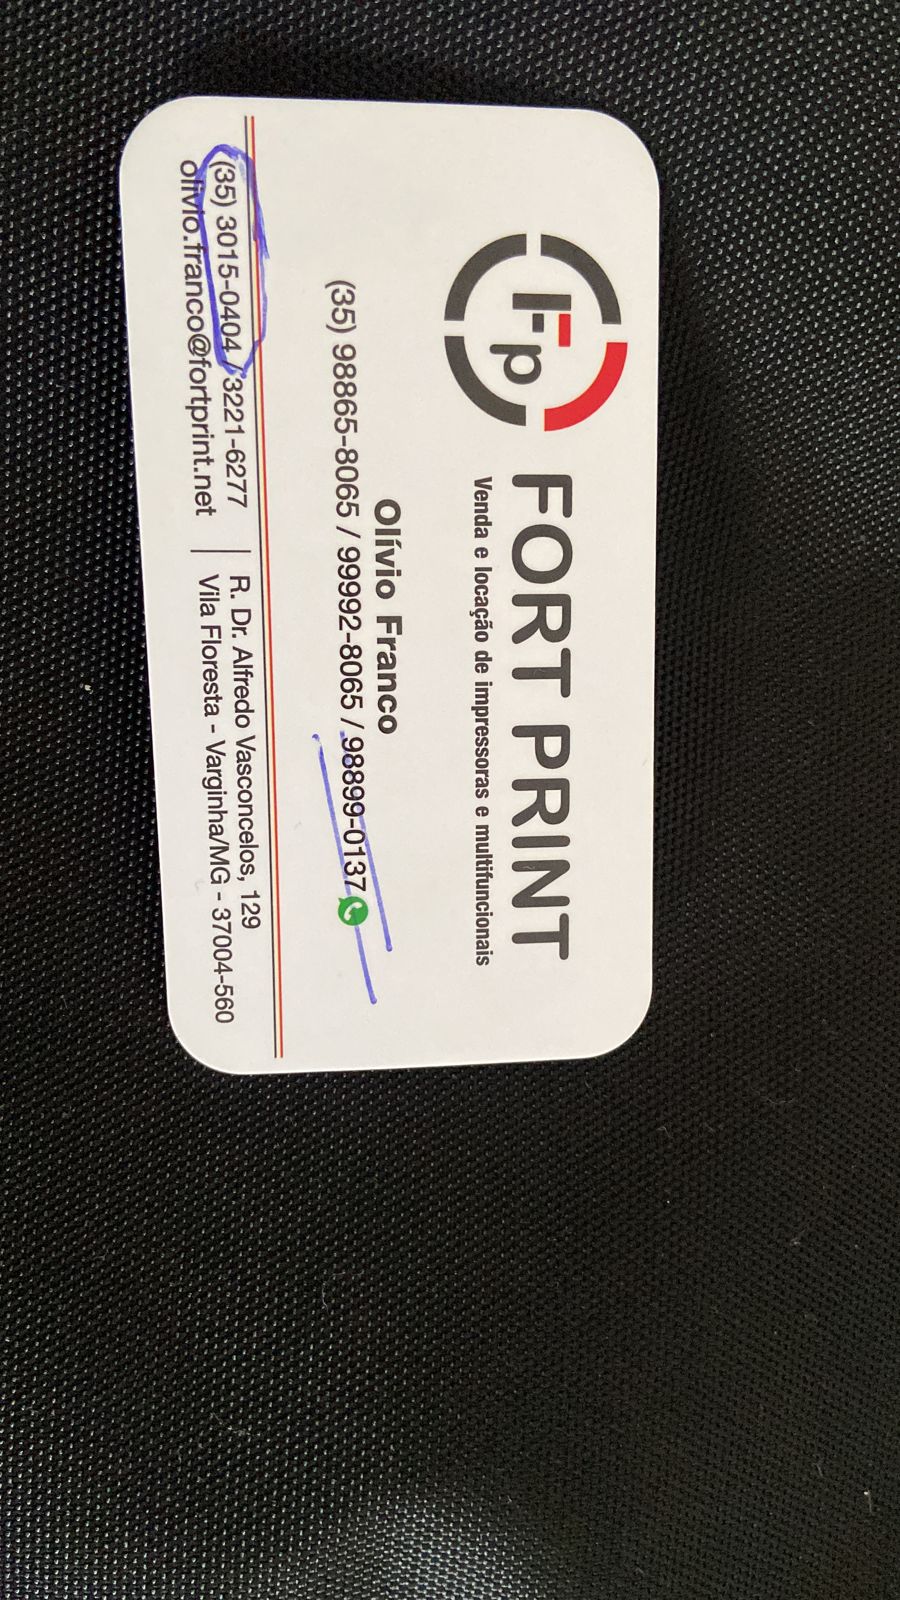 Fp
FORT PRINT
Venda e locação de impressoras e multifuncionais
Olívio Franco
(35) 98865-8065 / 99992-8065 / 98899-0137
(35) 3015-0404 / 3221-6277
olivio.franco@fortprint.net
R. Dr. Alfredo Vasconcelos, 129
Vila Floresta - Varginha/MG - 37004-560